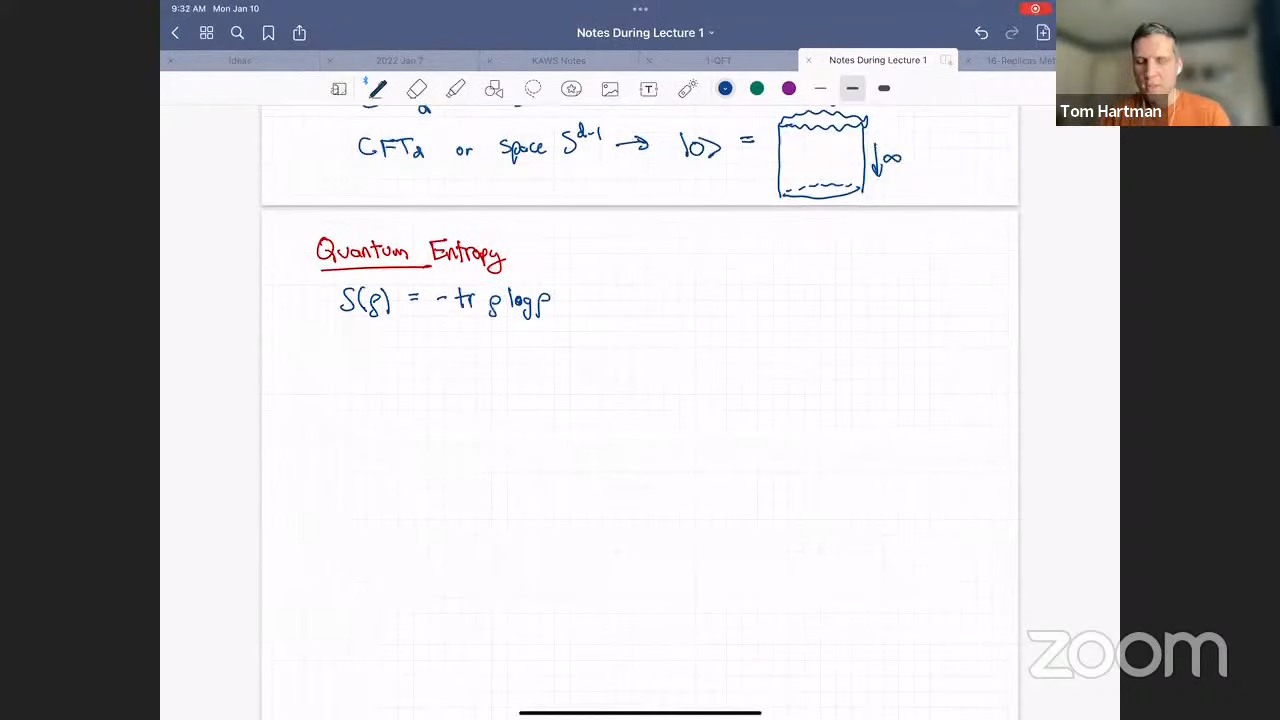 9:32 AM Mon Jan 10
Notes During Lecture 1
Ideas
2022 Jan 7
KAWS Notes
1-QFT
Notes During Lecture 1
16-Replicas Met
Tom Hartman
d
CFT_d or space S^{d-1} → |0⟩ = ↓∞
Quantum Entropy
S(ρ) = - tr ρ log ρ
zoom